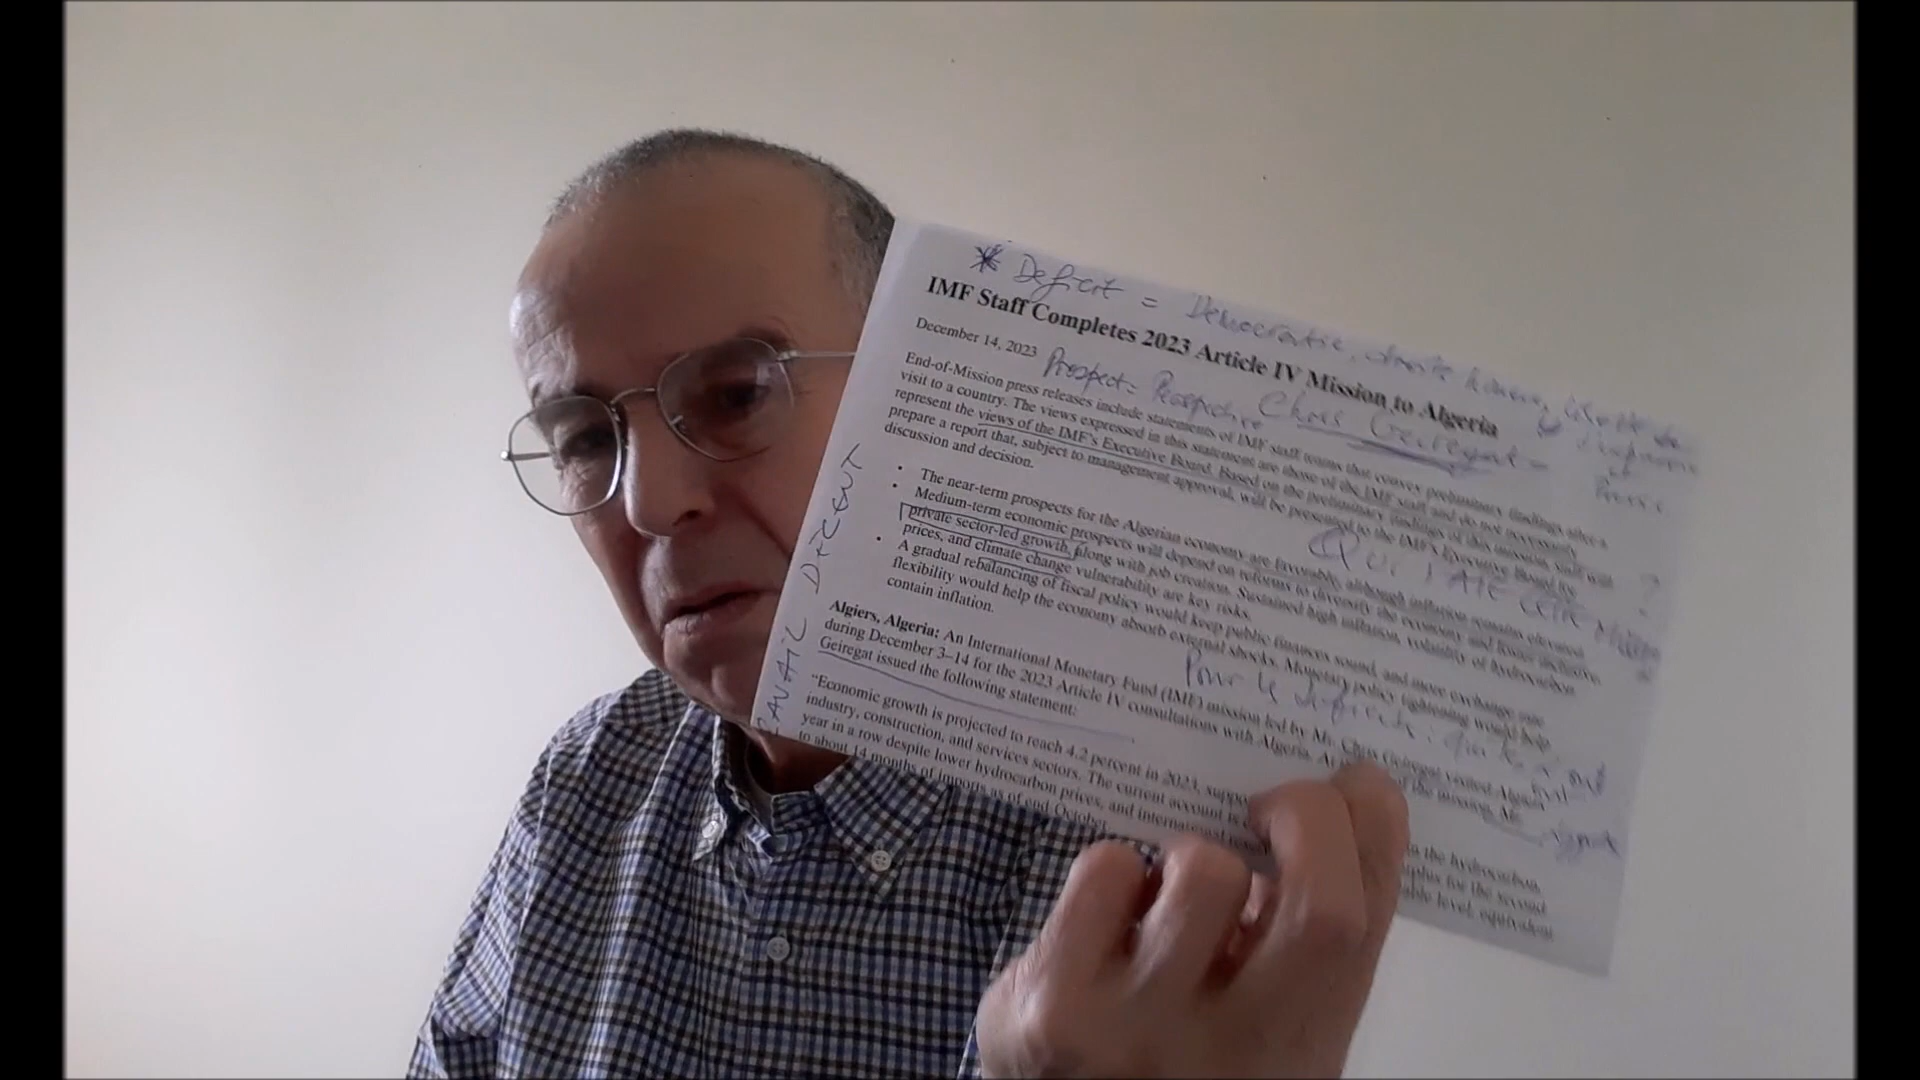 * Deficit = Democratie,
IMF Staff Completes 2023 Article IV Mission to Algeria
December 14, 2023
Prospect = Perspective Chris Geiregat =
End-of-Mission press releases include statements of IMF staff teams that convey preliminary findings after a
visit to a country. The views expressed in this statement are those of the IMF staff and do not necessarily
represent the views of the IMF's Executive Board. Based on the preliminary findings of this mission, staff will
prepare a report that, subject to management approval, will be presented to the IMF's Executive Board for
discussion and decision.
• The near-term prospects for the Algerian economy are favorable, although inflation remains elevated.
• Medium-term economic prospects will depend on reforms to diversify the economy and foster inclusive,
private sector-led growth, along with job creation. Sustained high inflation, volatility of hydrocarbon
prices, and climate change vulnerability are key risks.
• A gradual rebalancing of fiscal policy would keep public finances sound, and more exchange rate
flexibility would help the economy absorb external shocks. Monetary policy tightening would help
contain inflation.
Algiers, Algeria: An International Monetary Fund (IMF) mission led by Mr. Chris Geiregat visited Algiers
during December 3–14 for the 2023 Article IV consultations with Algeria. At of the mission, Mr.
Geiregat issued the following statement:
"Economic growth is projected to reach 4.2 percent in 2023, in the hydrocarbon,
industry, construction, and services sectors. The current account is surplus for the second
year in a row despite lower hydrocarbon prices, and international level, equivalent
to about 14 months of imports as of end October.
DECENT